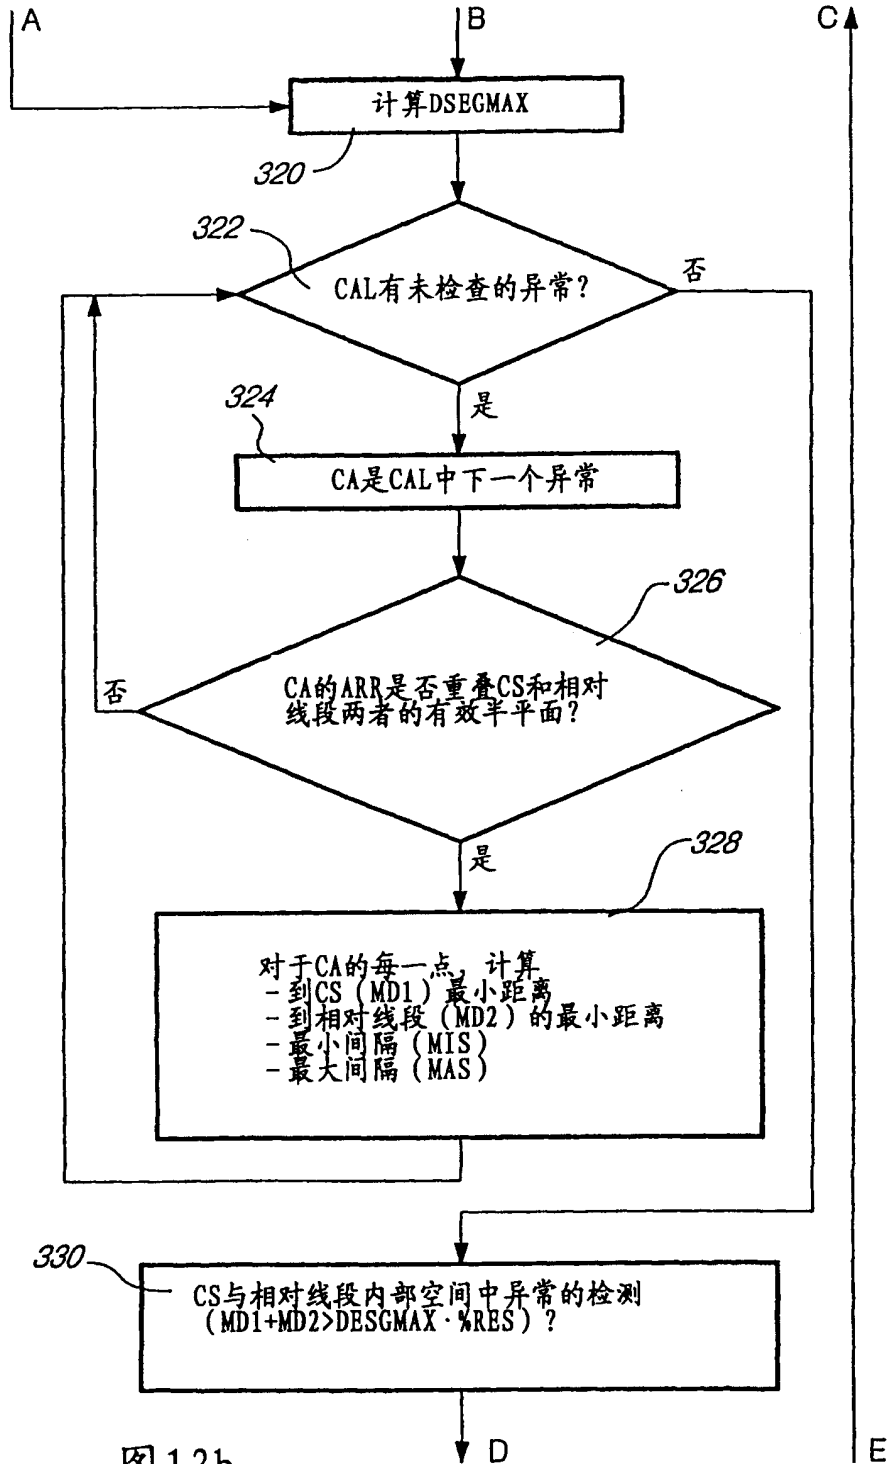 A
B
C
计算DSEGMAX
320
322
CAL有未检查的异常?
否
是
324
CA是CAL中下一个异常
326
CA的ARR是否重叠CS和相对
线段两者的有效半平面?
否
是
328
对于CA的每一点, 计算
-到CS (MD1) 最小距离
-到相对线段 (MD2) 的最小距离
-最小间隔 (MIS)
-最大间隔 (MAS)
330
CS与相对线段内部空间中异常的检测
(MD1+MD2>DESGMAX·%RES) ?
图12b
D
E